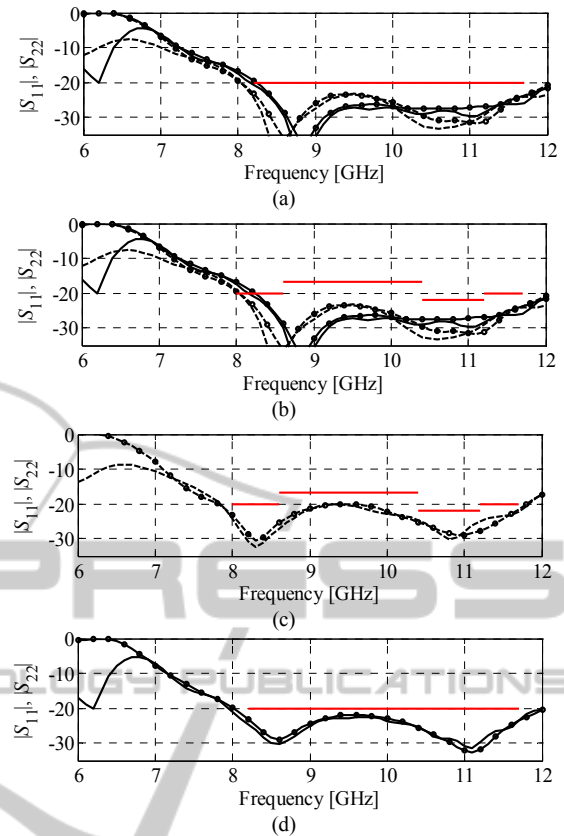 0
-10
-20
-30
|S11|, |S22|
6 7 8 9 10 11 12
Frequency [GHz]
(a)
0
-10
-20
-30
|S11|, |S22|
6 7 8 9 10 11 12
Frequency [GHz]
(b)
0
-10
-20
-30
|S11|, |S22|
6 7 8 9 10 11 12
Frequency [GHz]
(c)
PRESS
0
-10
-20
-30
|S11|, |S22|
OLOGY PUBLICATIONS
6 7 8 9 10 11 12
Frequency [GHz]
(d)